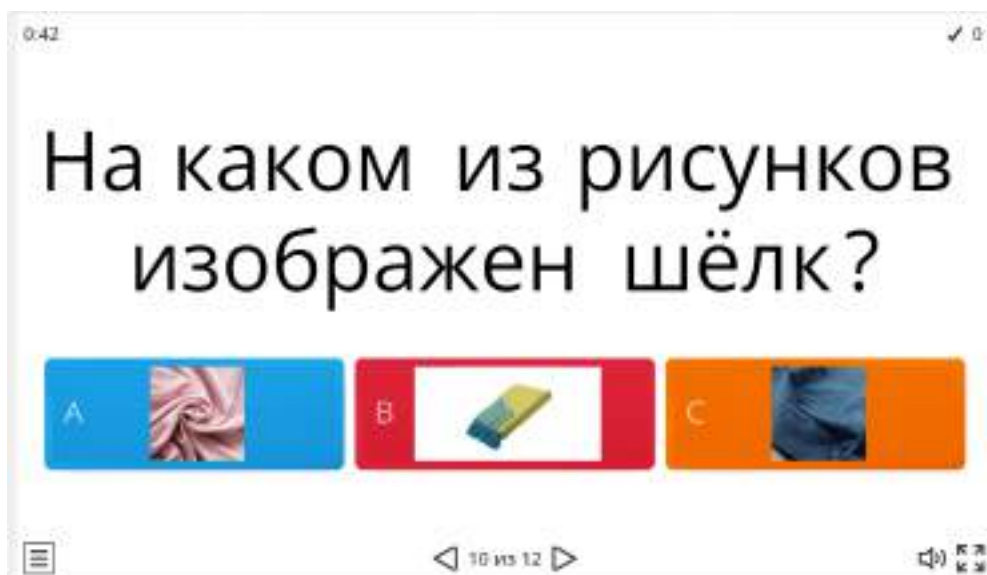 0:42
✓ 0
На каком из рисунков
изображен шёлк?
A
B
C
10 из 12